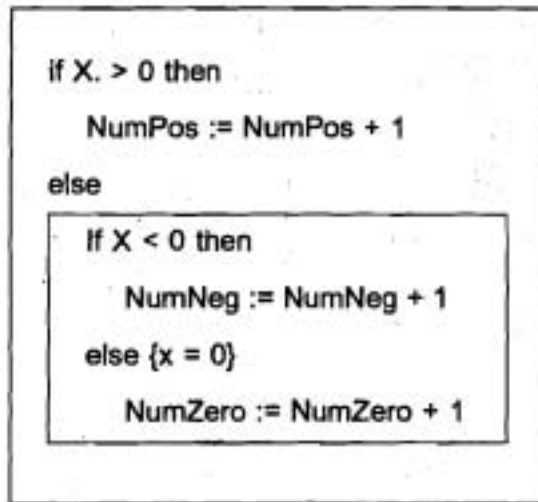 if X. > 0 then
NumPos := NumPos + 1
else
If X < 0 then
NumNeg := NumNeg + 1
else {x = 0}
NumZero := NumZero + 1